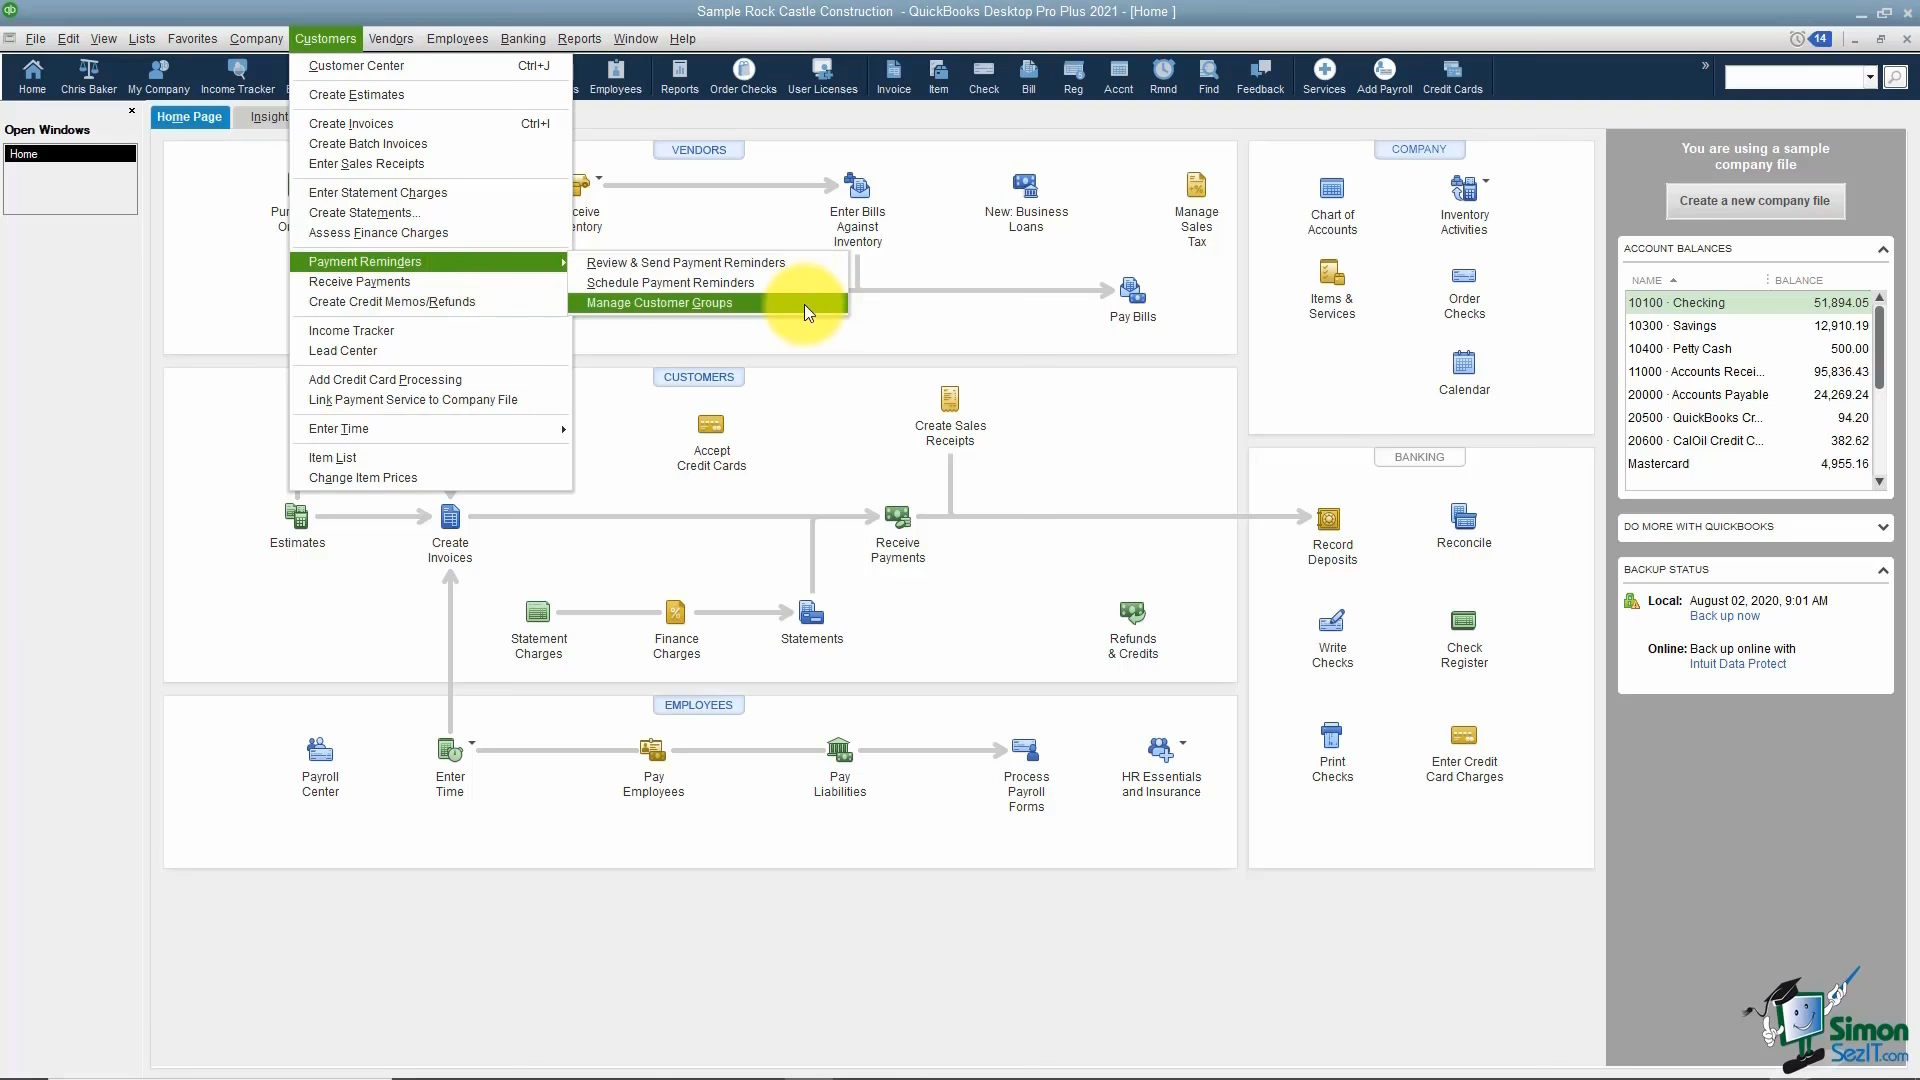 qb
Sample Rock Castle Construction - QuickBooks Desktop Pro Plus 2021 - [Home ]
File Edit View Lists Favorites Company Customers Vendors Employees Banking Reports Window Help
14
Home
Chris Baker
My Company
Income Tracker
Employees
Reports
Order Checks
User Licenses
Invoice
Item
Check
Bill
Reg
Accnt
Rmnd
Find
Feedback
Services
Add Payroll
Credit Cards
Open Windows
Home
Home Page
Insight
Customer Center Ctrl+J
Create Estimates
Create Invoices Ctrl+I
Create Batch Invoices
Enter Sales Receipts
Enter Statement Charges
Create Statements...
Assess Finance Charges
Payment Reminders
Receive Payments
Create Credit Memos/Refunds
Income Tracker
Lead Center
Add Credit Card Processing
Link Payment Service to Company File
Enter Time
Item List
Change Item Prices
Review & Send Payment Reminders
Schedule Payment Reminders
Manage Customer Groups
VENDORS
Enter Bills
Against
Inventory
New: Business
Loans
Manage
Sales
Tax
Pay Bills
CUSTOMERS
Create Sales
Receipts
Accept
Credit Cards
Estimates
Create
Invoices
Receive
Payments
Statement
Charges
Finance
Charges
Statements
Refunds
& Credits
EMPLOYEES
Payroll
Center
Enter
Time
Pay
Employees
Pay
Liabilities
Process
Payroll
Forms
HR Essentials
and Insurance
COMPANY
Chart of
Accounts
Inventory
Activities
Items &
Services
Order
Checks
Calendar
BANKING
Record
Deposits
Reconcile
Write
Checks
Check
Register
Print
Checks
Enter Credit
Card Charges
You are using a sample
company file
Create a new company file
ACCOUNT BALANCES
NAME BALANCE
10100 · Checking 51,894.05
10300 · Savings 12,910.19
10400 · Petty Cash 500.00
11000 · Accounts Recei... 95,836.43
20000 · Accounts Payable 24,269.24
20500 · QuickBooks Cr... 94.20
20600 · CalOil Credit C... 382.62
Mastercard 4,955.16
DO MORE WITH QUICKBOOKS
BACKUP STATUS
Local: August 02, 2020, 9:01 AM
Back up now
Online: Back up online with
Intuit Data Protect
Simon
SezIT.com